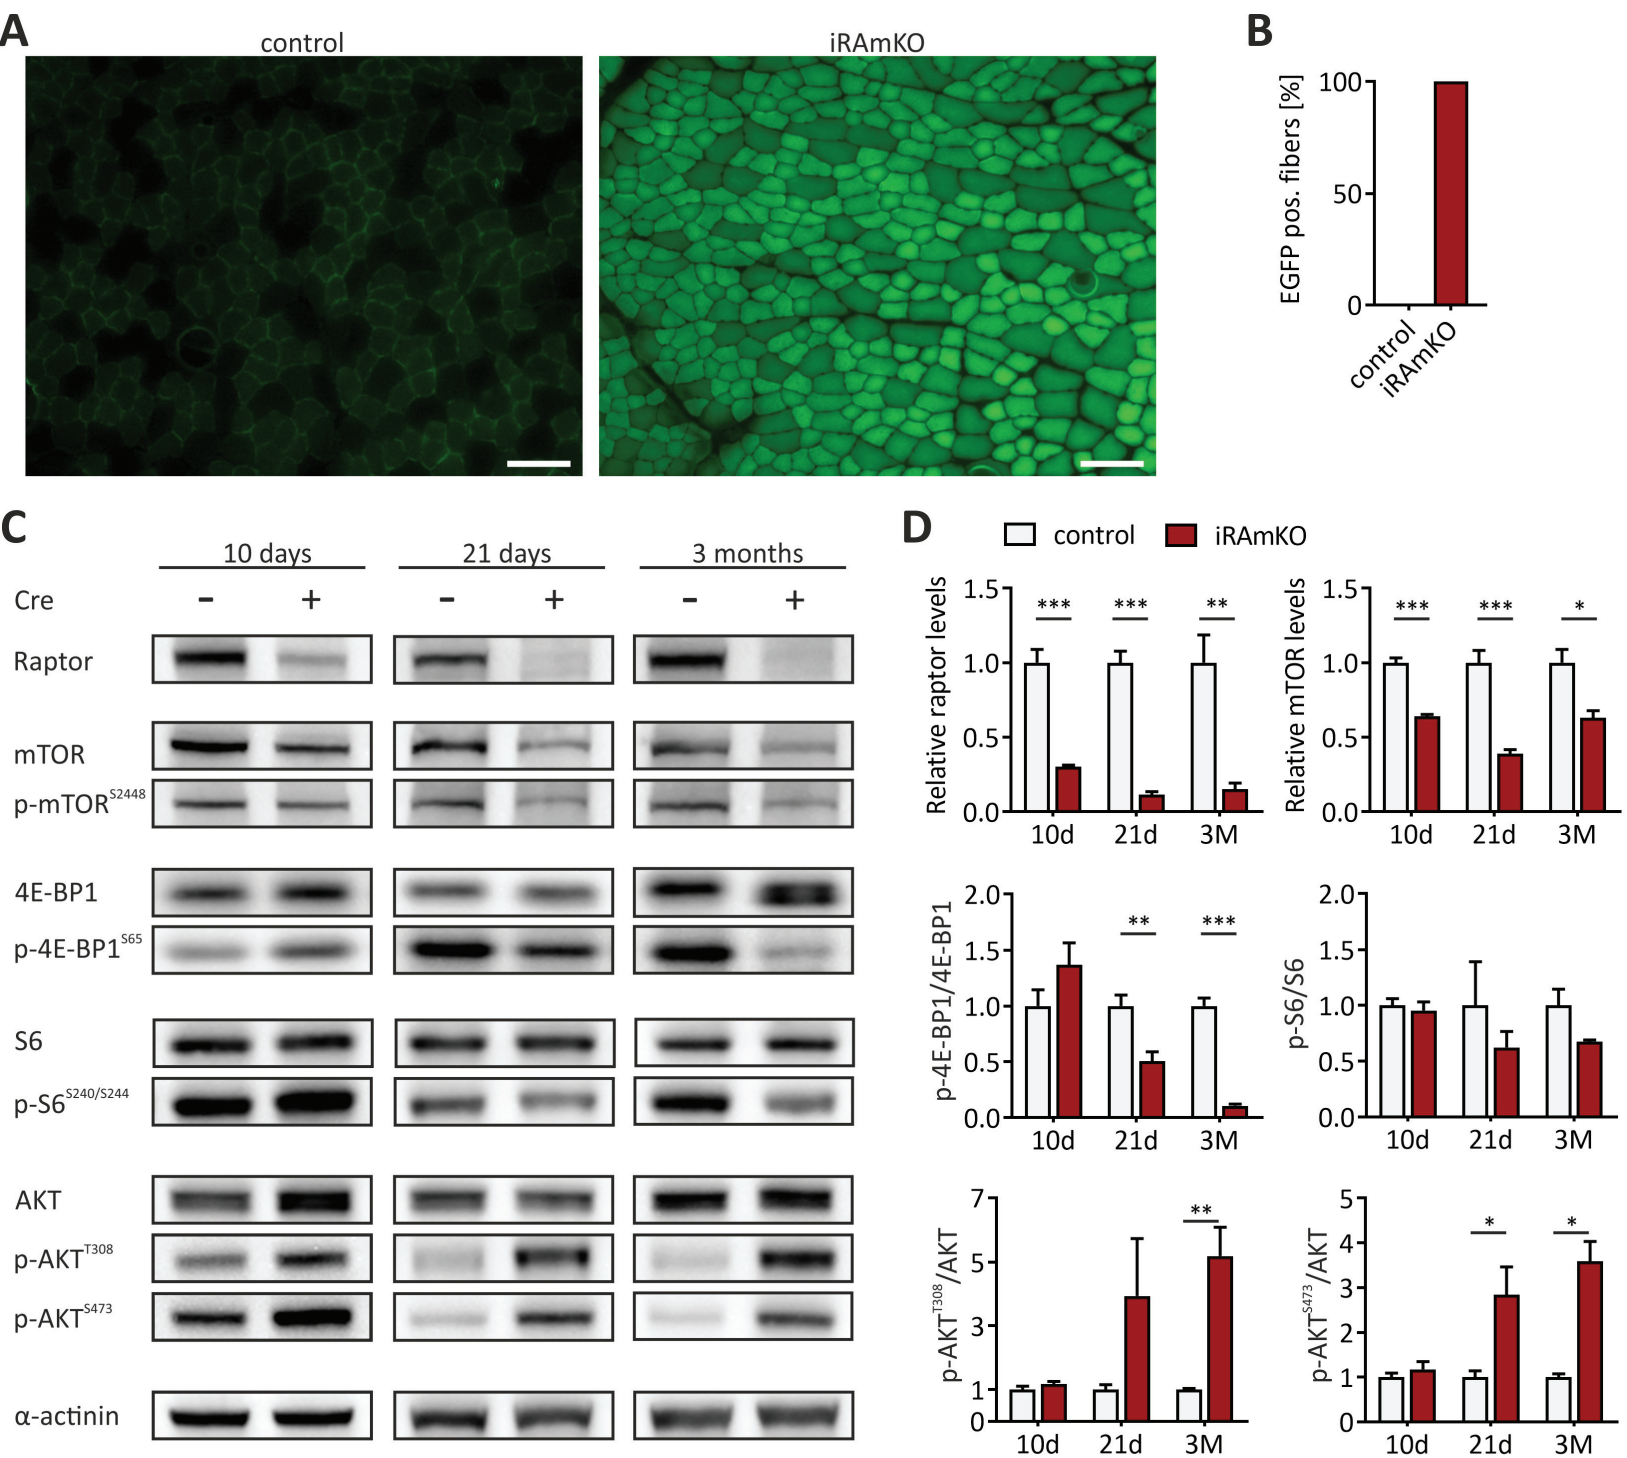 A
control
iRAmKO
B
EGFP pos. fibers [%]
100
50
0
control
iRAmKO
C
10 days
21 days
3 months
Cre - + - + - +
Raptor
mTOR
p-mTOR^S2448
4E-BP1
p-4E-BP1^S65
S6
p-S6^S240/S244
AKT
p-AKT^T308
p-AKT^S473
α-actinin
D
control
iRAmKO
Relative raptor levels
1.5
1.0
0.5
0.0
*** *** **
10d 21d 3M
Relative mTOR levels
1.5
1.0
0.5
0.0
*** *** *
10d 21d 3M
p-4E-BP1/4E-BP1
2.0
1.5
1.0
0.5
0.0
** ***
10d 21d 3M
p-S6/S6
2.0
1.5
1.0
0.5
0.0
10d 21d 3M
p-AKT^T308/AKT
7
5
3
1
0
**
10d 21d 3M
p-AKT^S473/AKT
5
4
3
2
1
0
* *
10d 21d 3M